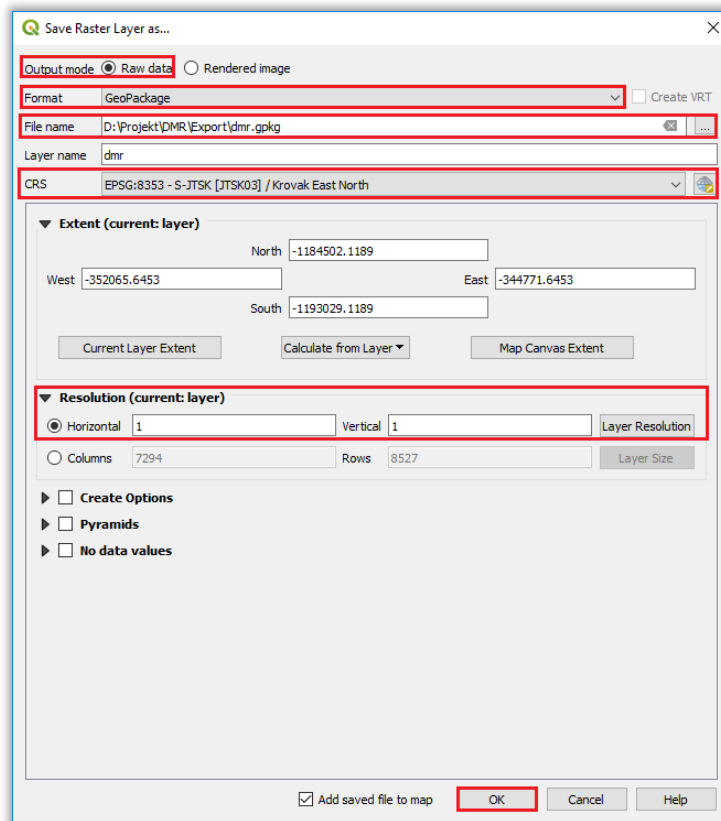 Save Raster Layer as...
Output mode Raw data Rendered image
Format GeoPackage Create VRT
File name D:\Projekt\DMR\Export\dmr.gpkg ...
Layer name dmr
CRS EPSG:8353 - S-JTSK [JTSK03] / Krovak East North
Extent (current: layer)
North -1184502.1189
West -352065.6453 East -344771.6453
South -1193029.1189
Current Layer Extent Calculate from Layer Map Canvas Extent
Resolution (current: layer)
Horizontal 1 Vertical 1 Layer Resolution
Columns 7294 Rows 8527 Layer Size
Create Options
Pyramids
No data values
Add saved file to map OK Cancel Help